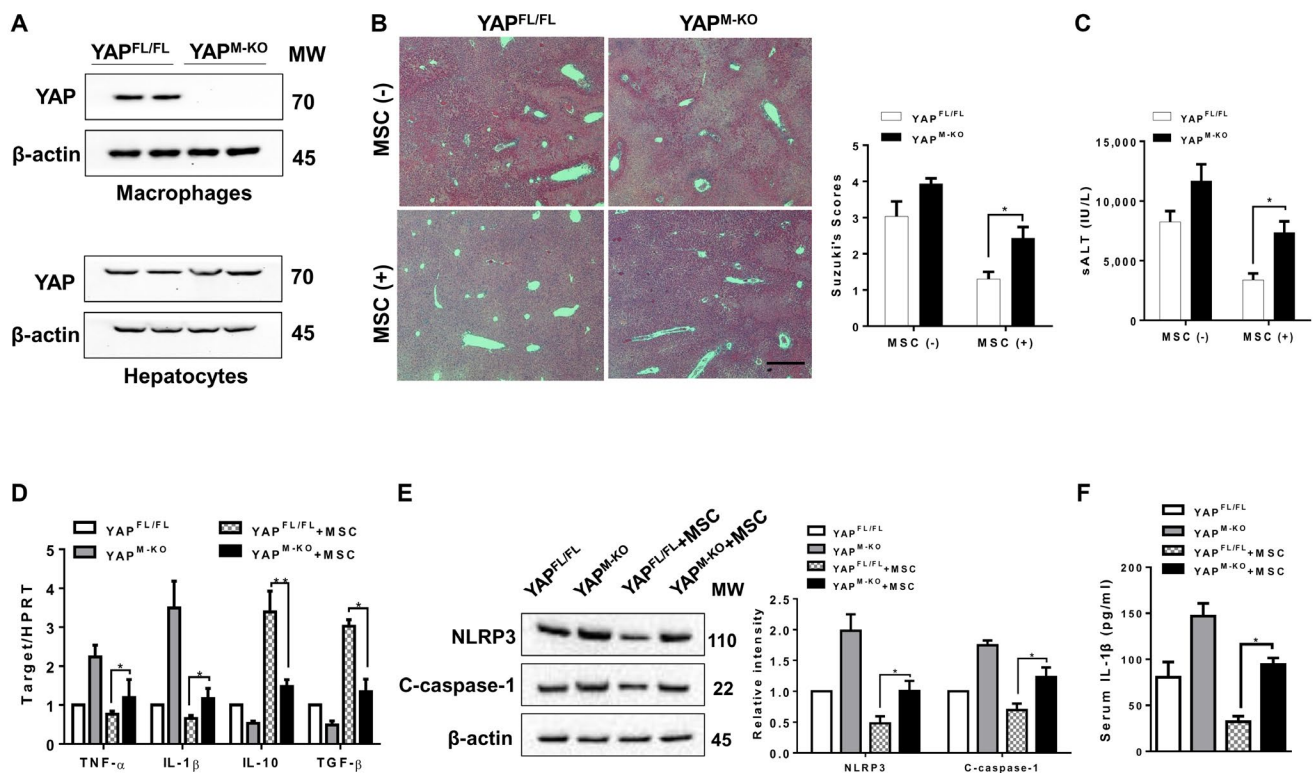 A
YAP^FL/FL YAP^M-KO MW
YAP 70
β-actin 45
Macrophages
YAP 70
β-actin 45
Hepatocytes
B
YAP^FL/FL YAP^M-KO
MSC (-)
MSC (+)
YAP^FL/FL
YAP^M-KO
Suzuki's Scores
5
4
3
2
1
0
*
MSC (-) MSC (+)
C
YAP^FL/FL
YAP^M-KO
sALT (IU/L)
15,000
10,000
5,000
0
*
MSC (-) MSC (+)
D
YAP^FL/FL YAP^FL/FL+MSC
YAP^M-KO YAP^M-KO+MSC
Target/HPRT
5
4
3
2
1
0
* * ** *
TNF-α IL-1β IL-10 TGF-β
E
YAP^FL/FL YAP^M-KO YAP^FL/FL+MSC YAP^M-KO+MSC MW
NLRP3 110
C-caspase-1 22
β-actin 45
YAP^FL/FL
YAP^M-KO
YAP^FL/FL+MSC
YAP^M-KO+MSC
Relative intensity
2.5
2.0
1.5
1.0
0.5
0.0
* *
NLRP3 C-caspase-1
F
YAP^FL/FL
YAP^M-KO
YAP^FL/FL+MSC
YAP^M-KO+MSC
Serum IL-1β (pg/ml)
200
150
100
50
0
*